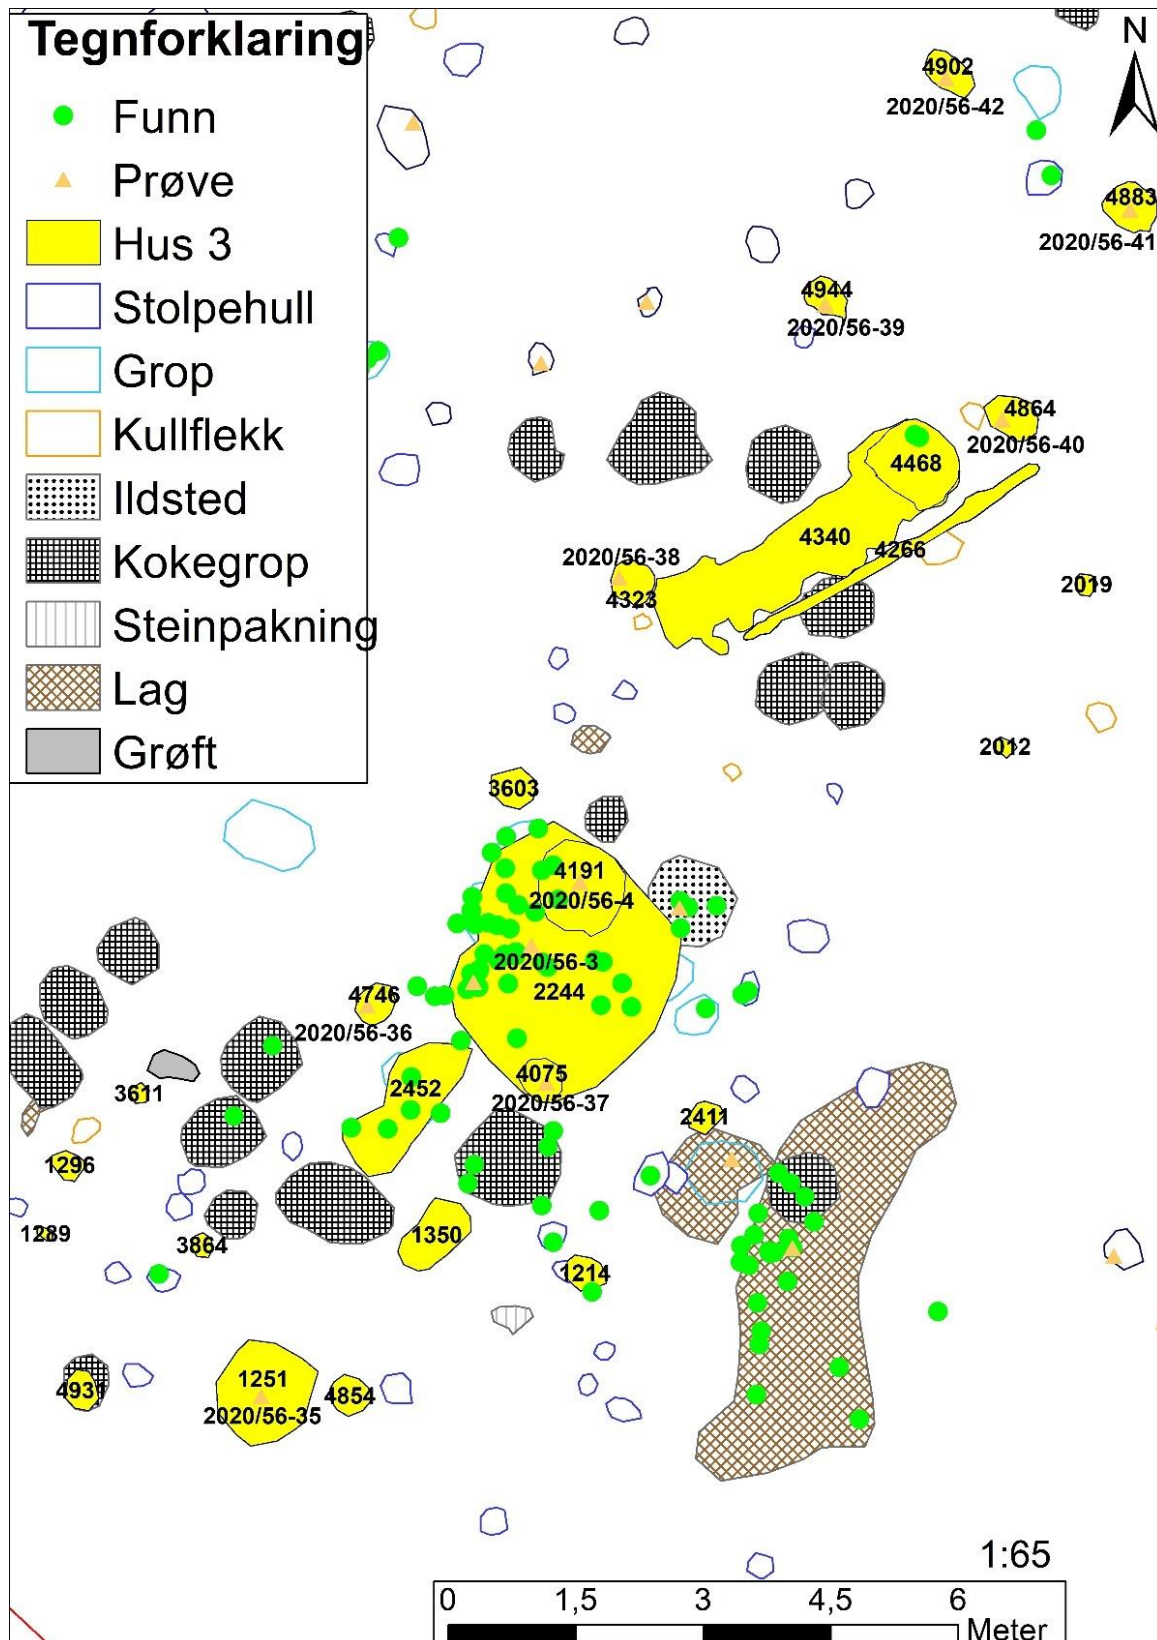 Tegnforklaring
Funn
Prøve
Hus 3
Stolpehull
Grop
Kullflekk
Ildsted
Kokegrop
Steinpakning
Lag
Grøft
N
4902
2020/56-42
4883
2020/56-41
4944
2020/56-39
4864
2020/56-40
4468
4340
4266
2020/56-38
4323
2019
2012
3603
4191
2020/56-4
2020/56-3
2244
4746
2020/56-36
4075
2020/56-37
2452
3611
2411
1296
1289
3864
1350
1214
4931
1251
2020/56-35
4854
1:65
0 1,5 3 4,5 6
Meter